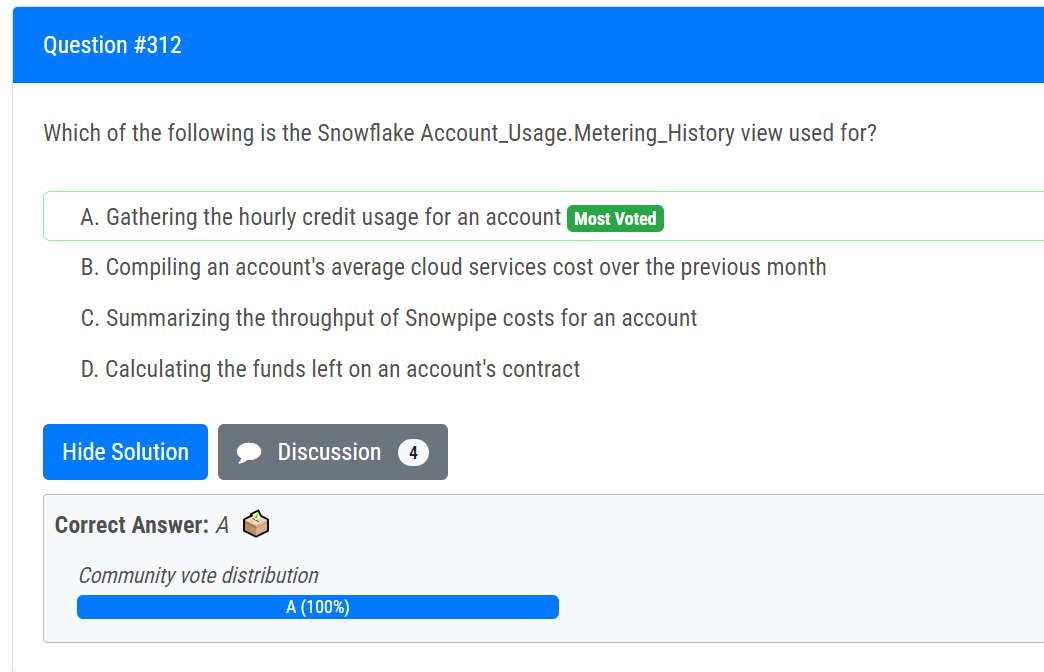 Question #312
Which of the following is the Snowflake Account_Usage.Metering_History view used for?
A. Gathering the hourly credit usage for an account Most Voted
B. Compiling an account's average cloud services cost over the previous month
C. Summarizing the throughput of Snowpipe costs for an account
D. Calculating the funds left on an account's contract
Hide Solution Discussion 4
Correct Answer: A
Community vote distribution
A (100%)